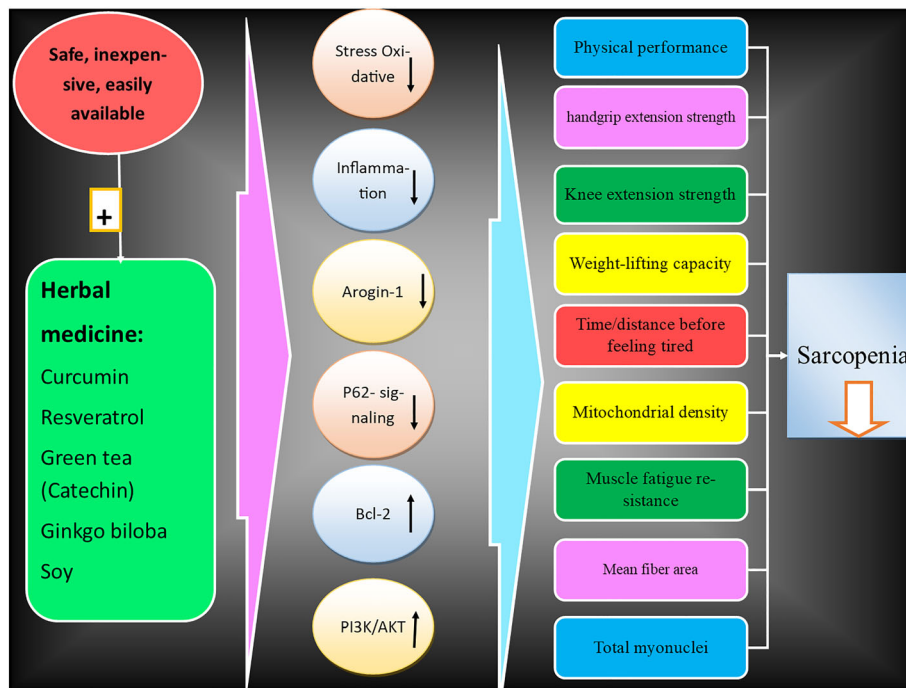 Safe, inexpen-
sive, easily
available
+
Herbal
medicine:
Curcumin
Resveratrol
Green tea
(Catechin)
Ginkgo biloba
Soy
Stress Oxi-
dative
Inflamma-
tion
Arogin-1
P62- sig-
naling
Bcl-2
PI3K/AKT
Physical performance
handgrip extension strength
Knee extension strength
Weight-lifting capacity
Time/distance before
feeling tired
Mitochondrial density
Muscle fatigue re-
sistance
Mean fiber area
Total myonuclei
Sarcopenia